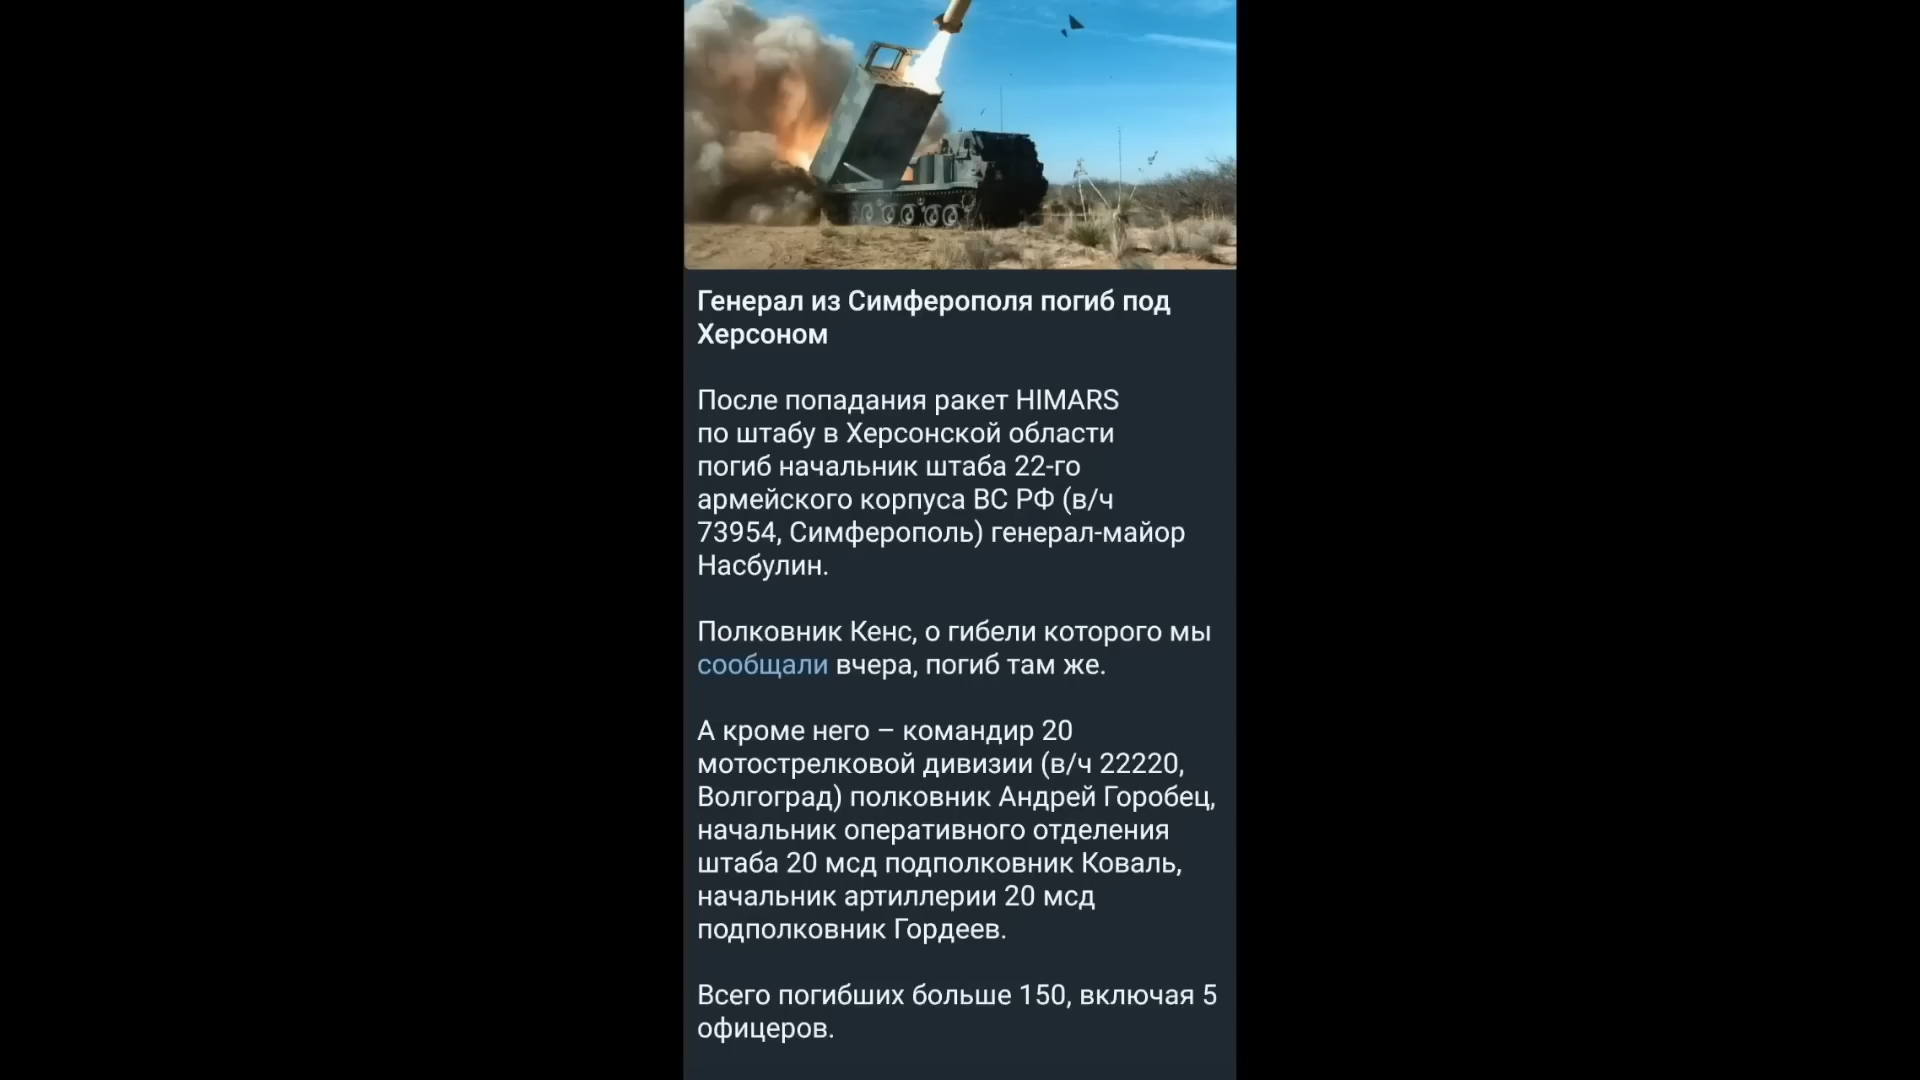 Генерал из Симферополя погиб под
Херсоном
После попадания ракет HIMARS
по штабу в Херсонской области
погиб начальник штаба 22-го
армейского корпуса ВС РФ (в/ч
73954, Симферополь) генерал-майор
Насбулин.
Полковник Кенс, о гибели которого мы
сообщали вчера, погиб там же.
А кроме него – командир 20
мотострелковой дивизии (в/ч 22220,
Волгоград) полковник Андрей Горобец,
начальник оперативного отделения
штаба 20 мсд подполковник Коваль,
начальник артиллерии 20 мсд
подполковник Гордеев.
Всего погибших больше 150, включая 5
офицеров.